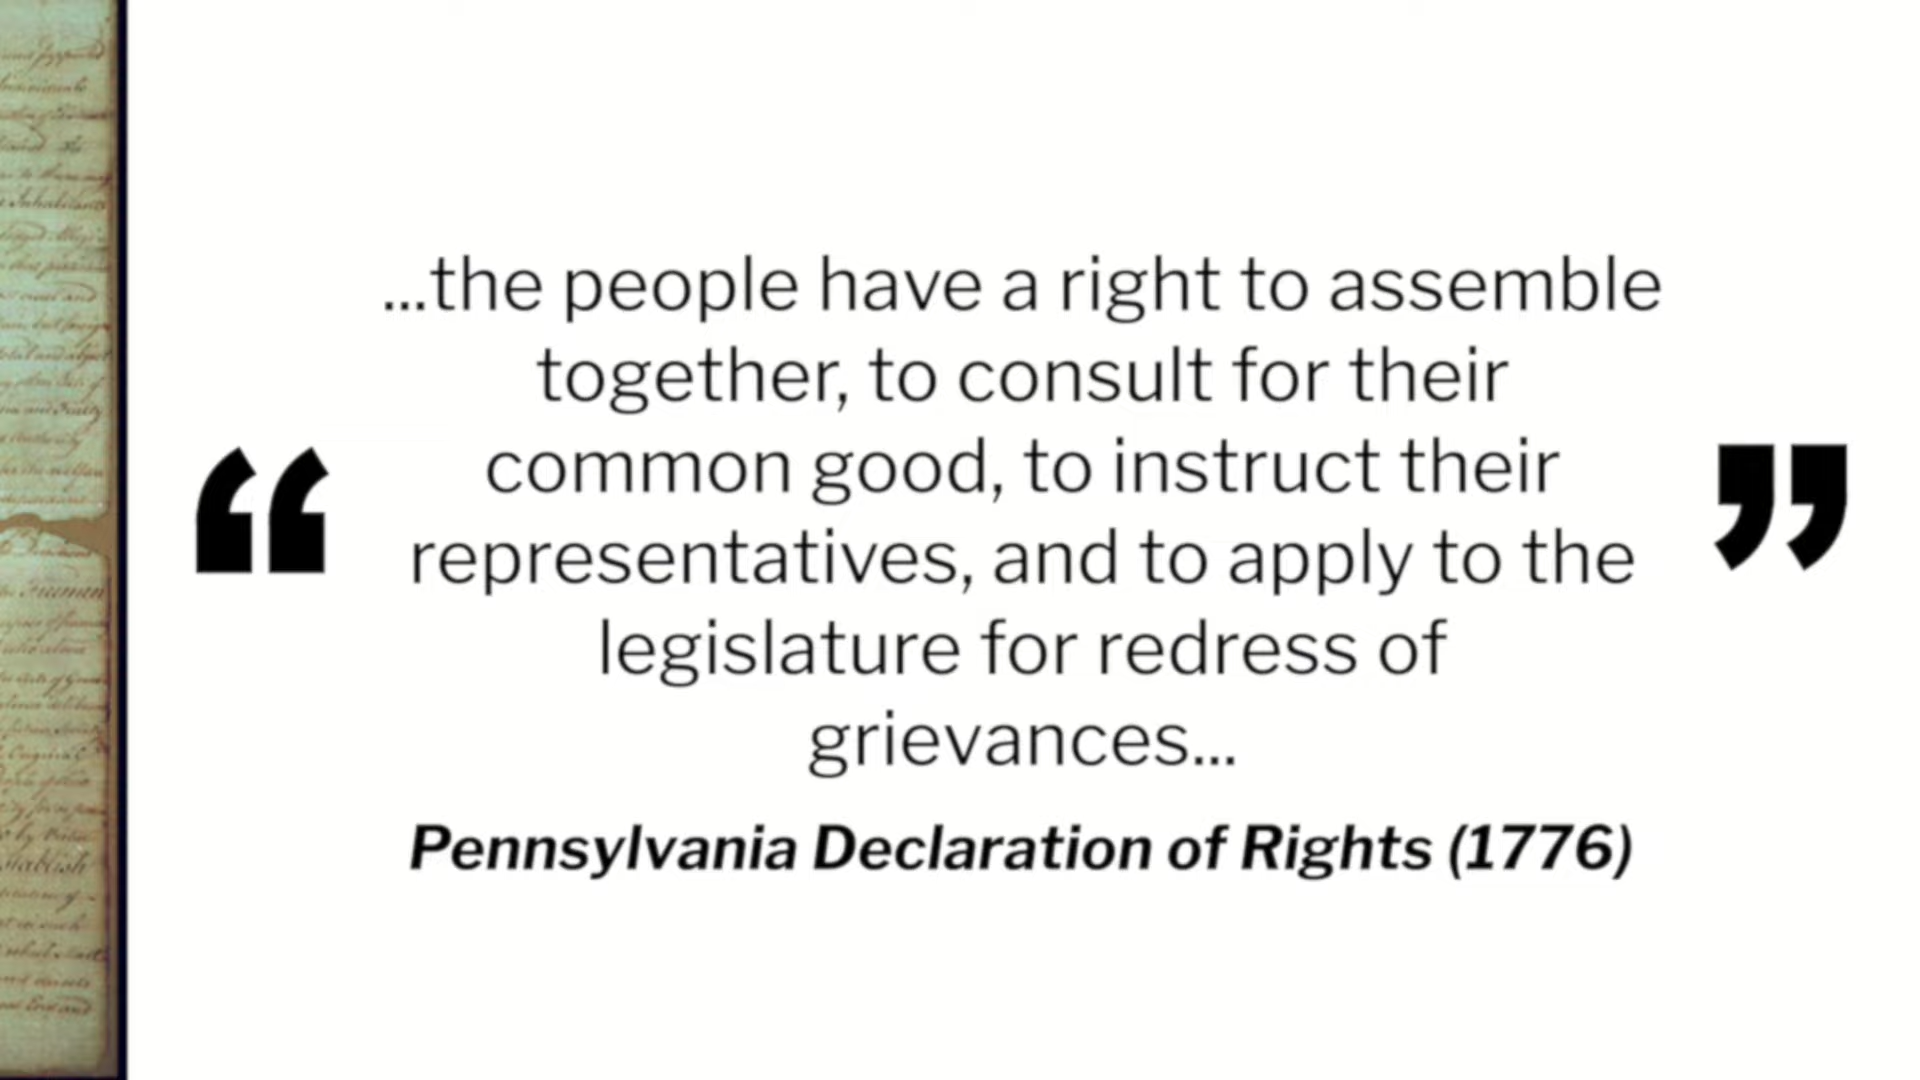 ...the people have a right to assemble
together, to consult for their
common good, to instruct their
“ ”
representatives, and to apply to the
legislature for redress of
grievances...
Pennsylvania Declaration of Rights (1776)